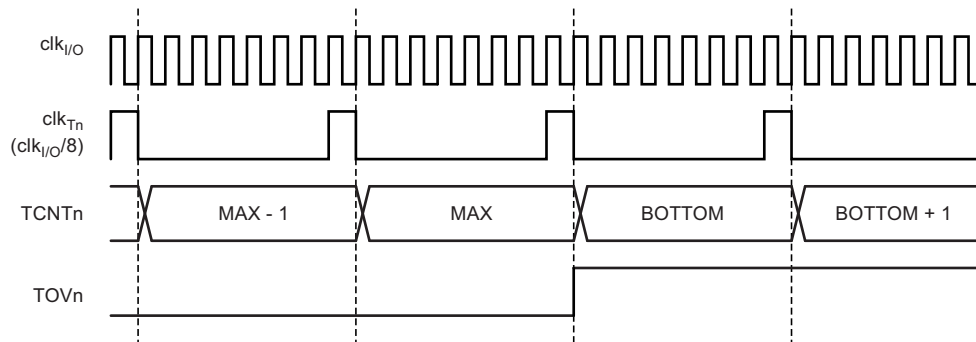 clkI/O
clkTn
(clkI/O/8)
TCNTn MAX - 1 MAX BOTTOM BOTTOM + 1
TOVn